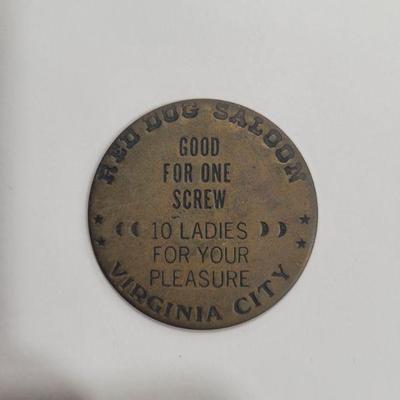 RED DOG SALOON
GOOD
FOR ONE
SCREW
10 LADIES
FOR YOUR
PLEASURE
VIRGINIA CITY